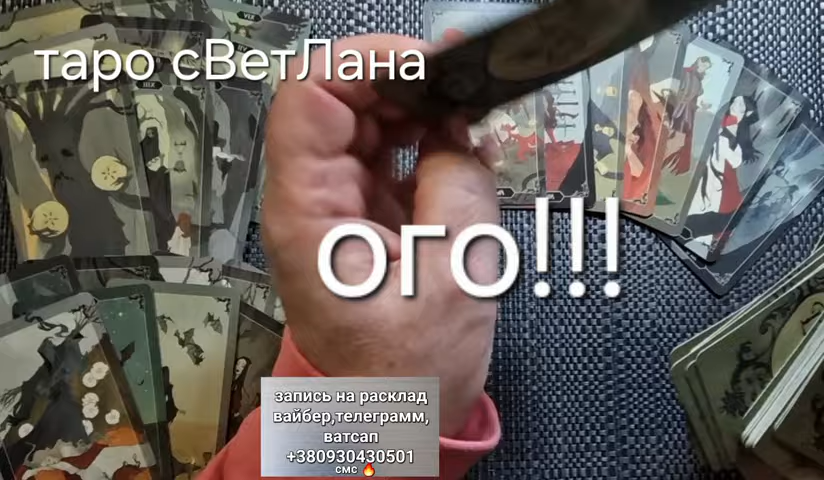 таро сВетЛана
ого!!!
запись на расклад
вайбер,телеграмм,
ватсап
+380930430501
смс 🔥